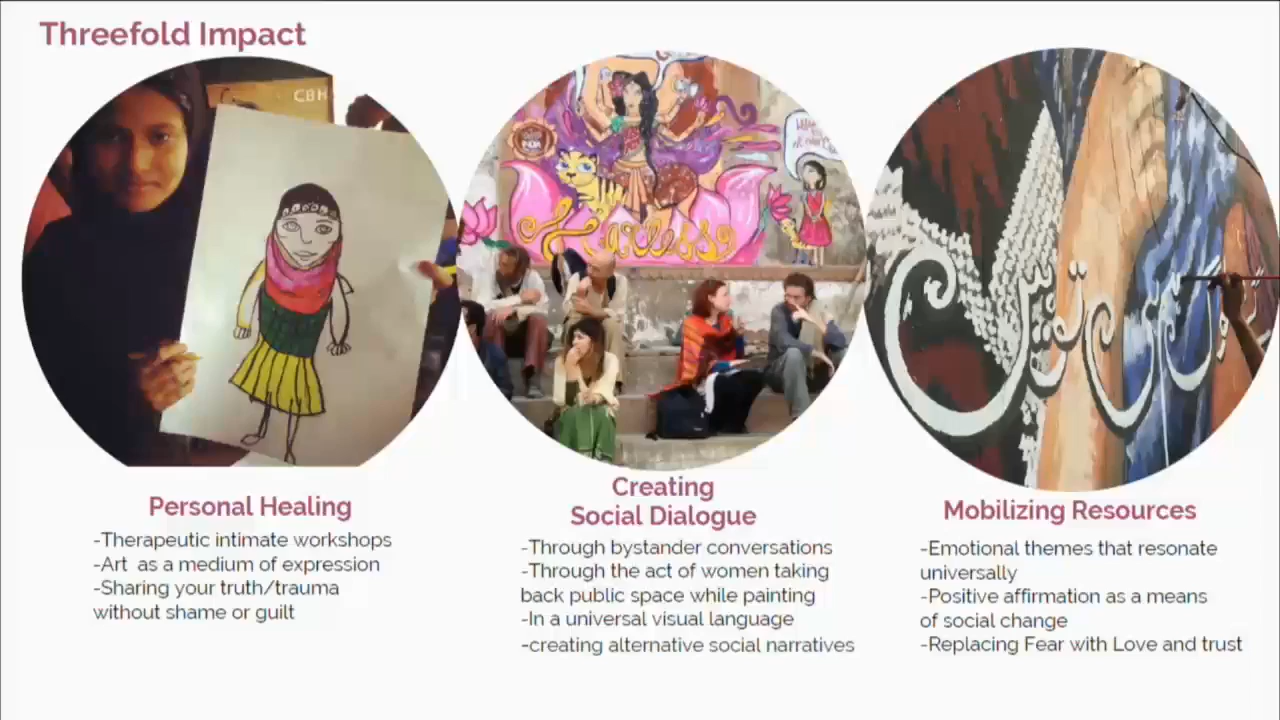 Threefold Impact
CBH
Fearless
Personal Healing
-Therapeutic intimate workshops
-Art as a medium of expression
-Sharing your truth/trauma
without shame or guilt
Creating
Social Dialogue
-Through bystander conversations
-Through the act of women taking
back public space while painting
-In a universal visual language
-creating alternative social narratives
Mobilizing Resources
-Emotional themes that resonate
universally
-Positive affirmation as a means
of social change
-Replacing Fear with Love and trust